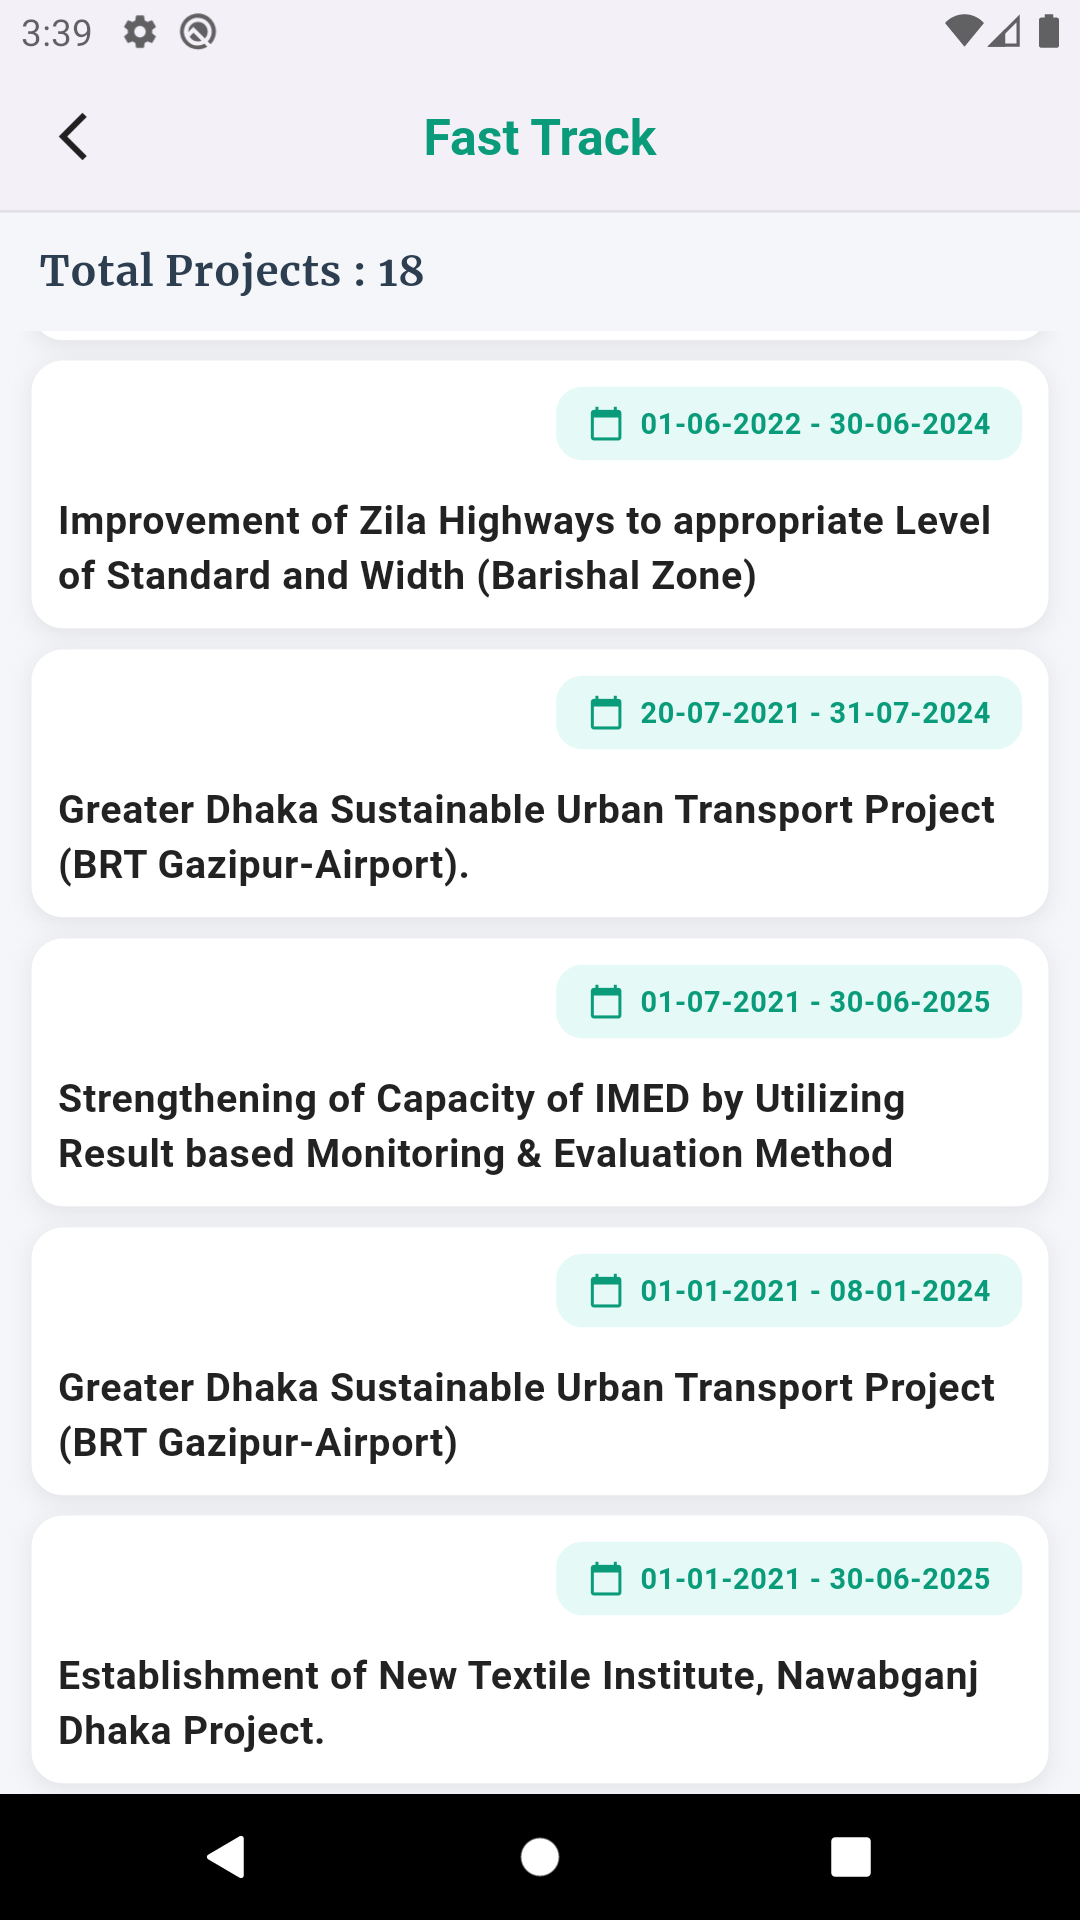 3:39
Fast Track
Total Projects : 18
01-06-2022 - 30-06-2024
Improvement of Zila Highways to appropriate Level
of Standard and Width (Barishal Zone)
20-07-2021 - 31-07-2024
Greater Dhaka Sustainable Urban Transport Project
(BRT Gazipur-Airport).
01-07-2021 - 30-06-2025
Strengthening of Capacity of IMED by Utilizing
Result based Monitoring & Evaluation Method
01-01-2021 - 08-01-2024
Greater Dhaka Sustainable Urban Transport Project
(BRT Gazipur-Airport)
01-01-2021 - 30-06-2025
Establishment of New Textile Institute, Nawabganj
Dhaka Project.